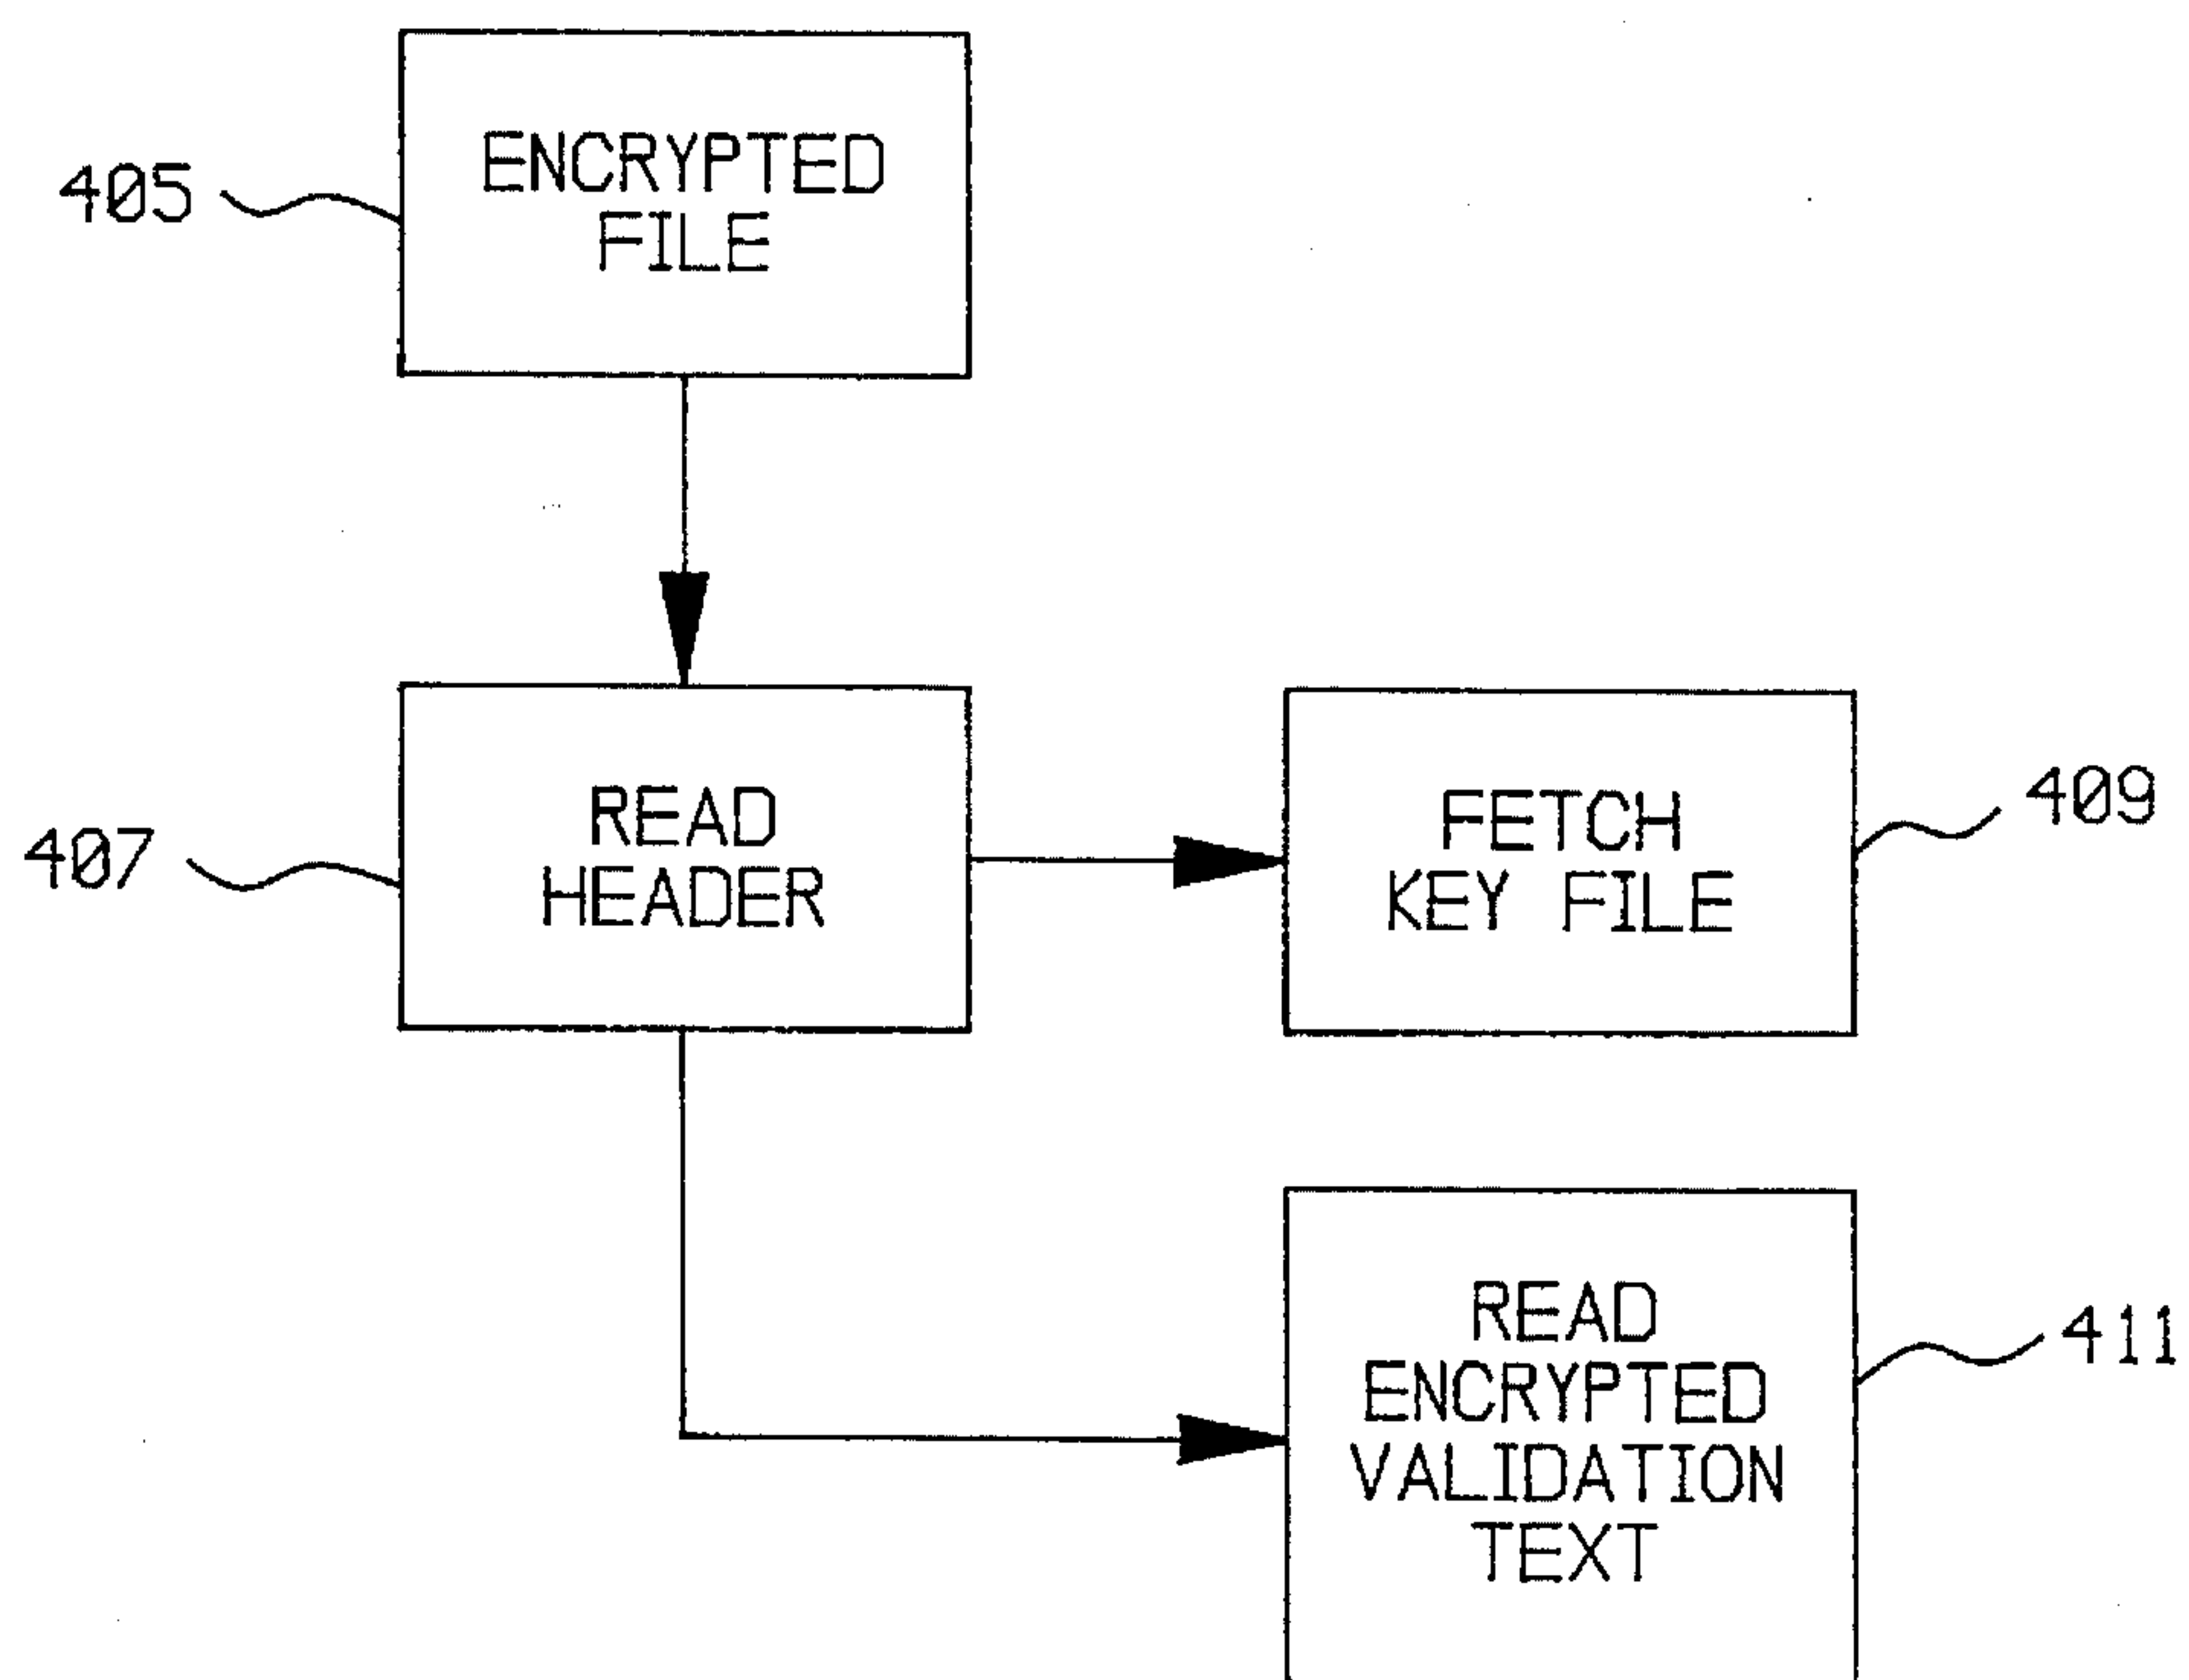 405
ENCRYPTED
FILE
407
READ
HEADER
FETCH
KEY FILE
409
READ
ENCRYPTED
VALIDATION
TEXT
411